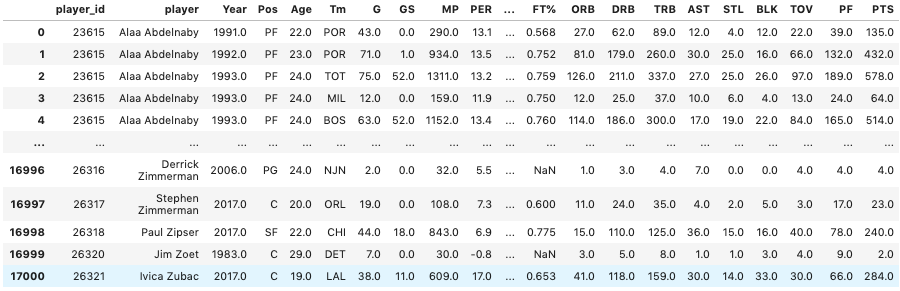 player_id player Year Pos Age Tm G GS MP PER ... FT% ORB DRB TRB AST STL BLK TOV PF PTS
0 23615 Alaa Abdelnaby 1991.0 PF 22.0 POR 43.0 0.0 290.0 13.1 ... 0.568 27.0 62.0 89.0 12.0 4.0 12.0 22.0 39.0 135.0
1 23615 Alaa Abdelnaby 1992.0 PF 23.0 POR 71.0 1.0 934.0 13.5 ... 0.752 81.0 179.0 260.0 30.0 25.0 16.0 66.0 132.0 432.0
2 23615 Alaa Abdelnaby 1993.0 PF 24.0 TOT 75.0 52.0 1311.0 13.2 ... 0.759 126.0 211.0 337.0 27.0 25.0 26.0 97.0 189.0 578.0
3 23615 Alaa Abdelnaby 1993.0 PF 24.0 MIL 12.0 0.0 159.0 11.9 ... 0.750 12.0 25.0 37.0 10.0 6.0 4.0 13.0 24.0 64.0
4 23615 Alaa Abdelnaby 1993.0 PF 24.0 BOS 63.0 52.0 1152.0 13.4 ... 0.760 114.0 186.0 300.0 17.0 19.0 22.0 84.0 165.0 514.0
... ... ... ... ... ... ... ... ... ... ... ... ... ... ... ... ... ... ... ... ... ...
16996 26316 Derrick Zimmerman 2006.0 PG 24.0 NJN 2.0 0.0 32.0 5.5 ... NaN 1.0 3.0 4.0 7.0 0.0 0.0 4.0 4.0 4.0
16997 26317 Stephen Zimmerman 2017.0 C 20.0 ORL 19.0 0.0 108.0 7.3 ... 0.600 11.0 24.0 35.0 4.0 2.0 5.0 3.0 17.0 23.0
16998 26318 Paul Zipser 2017.0 SF 22.0 CHI 44.0 18.0 843.0 6.9 ... 0.775 15.0 110.0 125.0 36.0 15.0 16.0 40.0 78.0 240.0
16999 26320 Jim Zoet 1983.0 C 29.0 DET 7.0 0.0 30.0 -0.8 ... NaN 3.0 5.0 8.0 1.0 1.0 3.0 4.0 9.0 2.0
17000 26321 Ivica Zubac 2017.0 C 19.0 LAL 38.0 11.0 609.0 17.0 ... 0.653 41.0 118.0 159.0 30.0 14.0 33.0 30.0 66.0 284.0